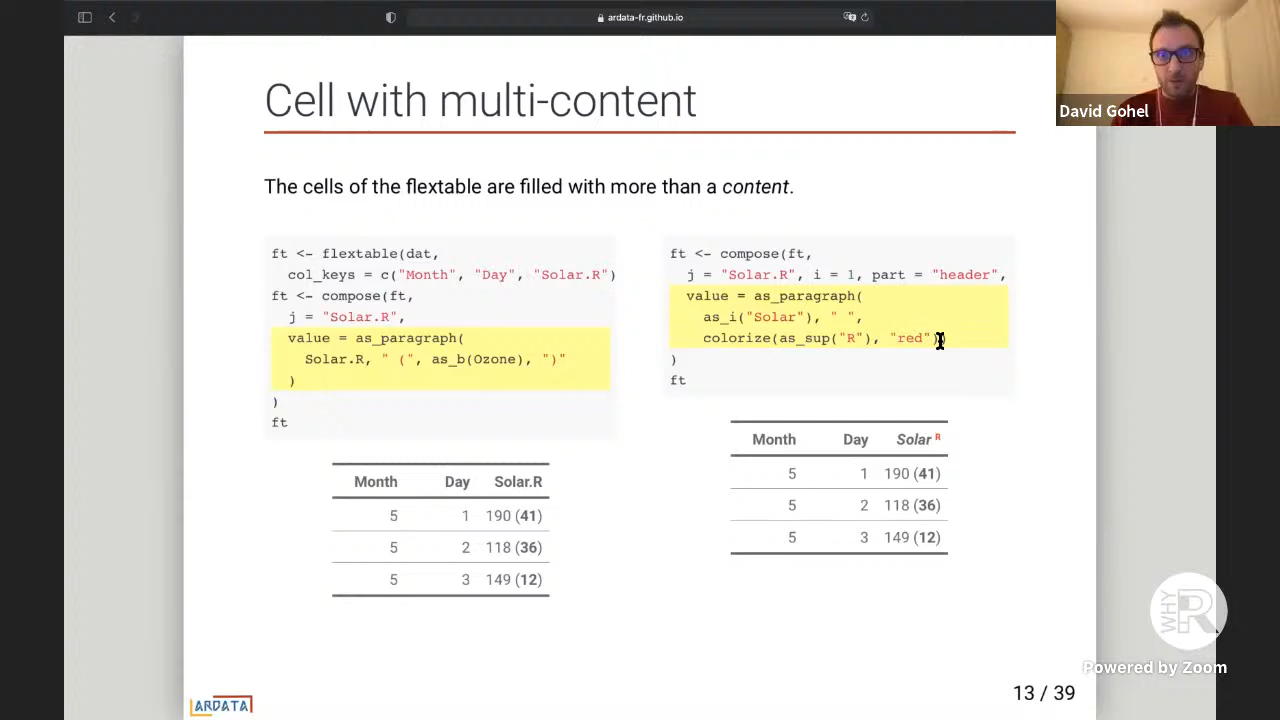 ardata-fr.github.io
David Gohel
Cell with multi-content
The cells of the flextable are filled with more than a content.
ft <- flextable(dat,
col_keys = c("Month", "Day", "Solar.R")
ft <- compose(ft,
j = "Solar.R",
value = as_paragraph(
Solar.R, " (", as_b(Ozone), ")"
)
)
ft
Month Day Solar.R
5 1 190 (41)
5 2 118 (36)
5 3 149 (12)
ft <- compose(ft,
j = "Solar.R", i = 1, part = "header",
value = as_paragraph(
as_i("Solar"), " ",
colorize(as_sup("R"), "red"))
)
ft
Month Day Solar R
5 1 190 (41)
5 2 118 (36)
5 3 149 (12)
WHY R
Powered by Zoom
13 / 39
ARDATA